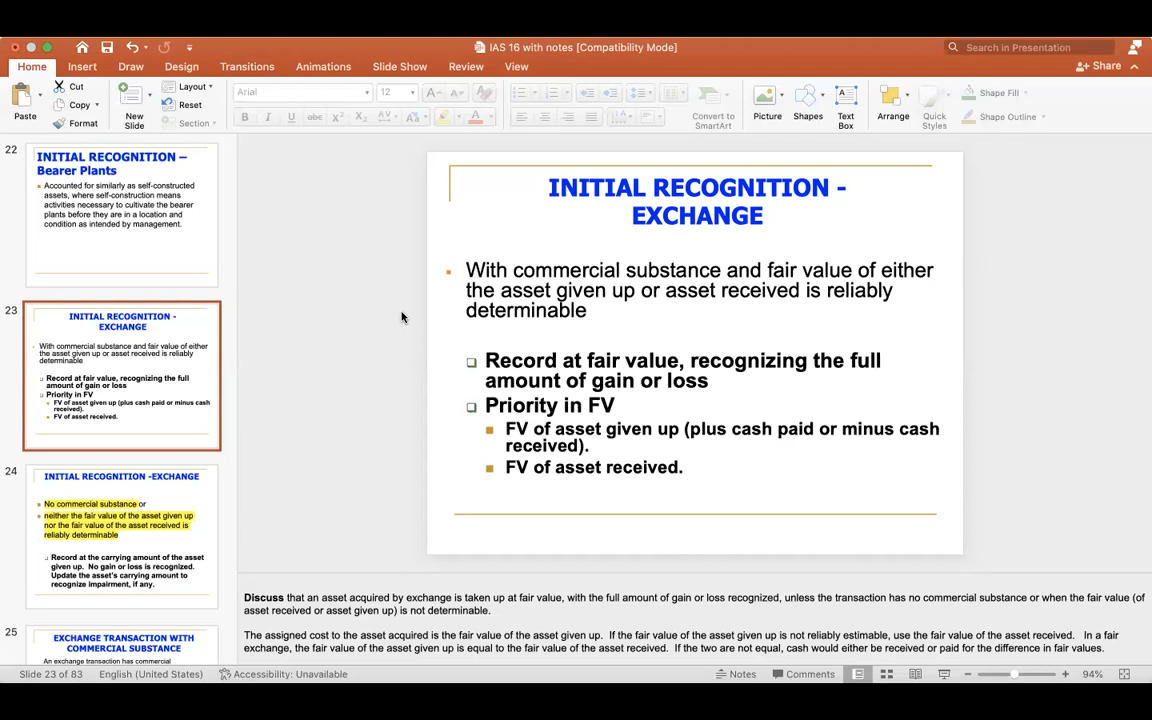 IAS 16 with notes [Compatibility Mode]
Search in Presentation
Home Insert Draw Design Transitions Animations Slide Show Review View
Share
Paste
Cut
Copy
Format
New
Slide
Layout
Reset
Section
Arial 12
Convert to
SmartArt
Picture
Shapes
Text
Box
Arrange
Quick
Styles
Shape Fill
Shape Outline
22
INITIAL RECOGNITION –
Bearer Plants
Accounted for similarly as self-constructed
assets, where self-construction means
activities necessary to cultivate the bearer
plants before they are in a location and
condition as intended by management.
23
INITIAL RECOGNITION -
EXCHANGE
With commercial substance and fair value of either
the asset given up or asset received is reliably
determinable
Record at fair value, recognizing the full
amount of gain or loss
Priority in FV
FV of asset given up (plus cash paid or minus cash
received).
FV of asset received.
24
INITIAL RECOGNITION -EXCHANGE
No commercial substance or
neither the fair value of the asset given up
nor the fair value of the asset received is
reliably determinable
Record at the carrying amount of the asset
given up. No gain or loss is recognized.
Update the asset's carrying amount to
recognize impairment, if any.
25
EXCHANGE TRANSACTION WITH
COMMERCIAL SUBSTANCE
An exchange transaction has commercial
INITIAL RECOGNITION -
EXCHANGE
With commercial substance and fair value of either
the asset given up or asset received is reliably
determinable
Record at fair value, recognizing the full
amount of gain or loss
Priority in FV
FV of asset given up (plus cash paid or minus cash
received).
FV of asset received.
Discuss that an asset acquired by exchange is taken up at fair value, with the full amount of gain or loss recognized, unless the transaction has no commercial substance or when the fair value (of
asset received or asset given up) is not determinable.
The assigned cost to the asset acquired is the fair value of the asset given up. If the fair value of the asset given up is not reliably estimable, use the fair value of the asset received. In a fair
exchange, the fair value of the asset given up is equal to the fair value of the asset received. If the two are not equal, cash would either be received or paid for the difference in fair values.
Slide 23 of 83 English (United States) Accessibility: Unavailable Notes Comments 94%